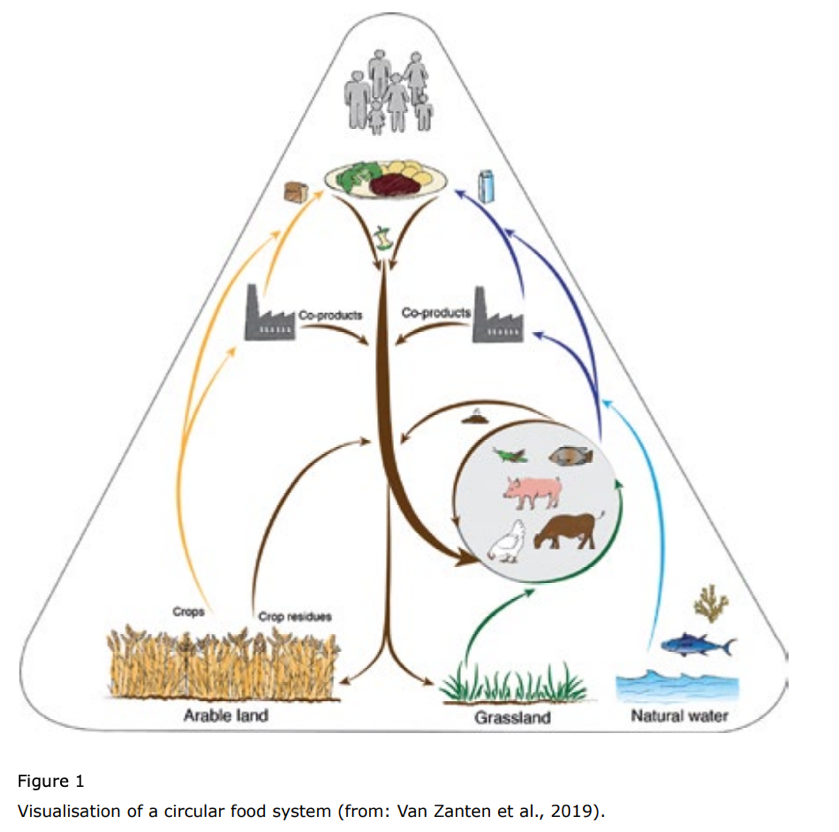 Co-products
Co-products
Crops
Crop residues
Arable land
Grassland
Natural water
Figure 1
Visualisation of a circular food system (from: Van Zanten et al., 2019).